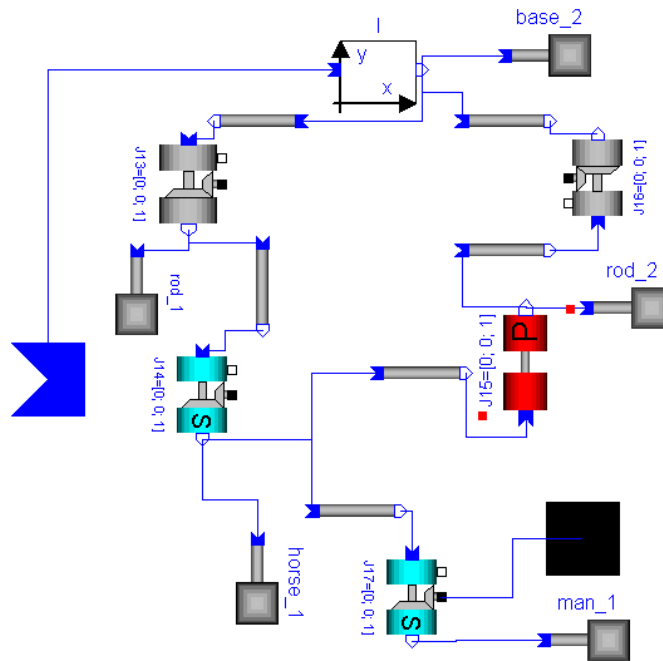 base_2
I
y
x
J13=[0; 0; 1]
J16=[0; 0; 1]
rod_1
rod_2
P
J15=[0; 0; 1]
J14=[0; 0; 1]
S
horse_1
J17=[0; 0; 1]
S
man_1